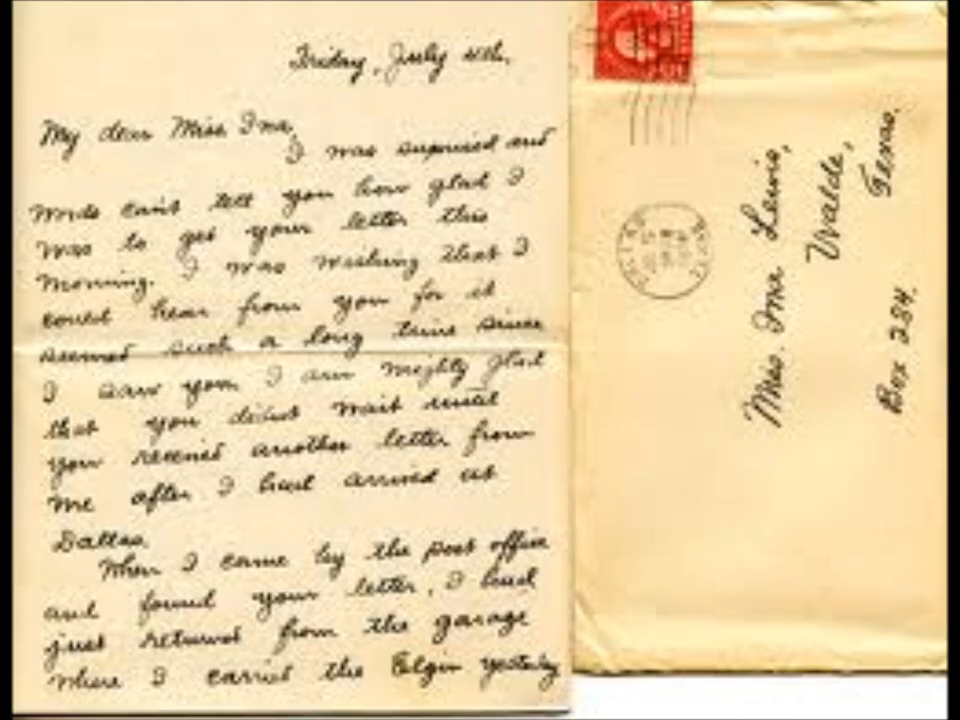 Friday, July 4th.
My dear Miss Ina,
I was surprised and
words can't tell you how glad I
was to get your letter this
morning. I was wishing that I
could hear from you for it
seemed such a long time since
I saw you. I am mighty glad
that you didnt wait until
you received another letter from
me after I had arrived at
Dallas.
When I came by the post office
and found your letter, I had
just returned from the garage
where I carried the Elgin yesterday
Miss. Ina Lewis,
Uvalde,
Texas.
Box 284.